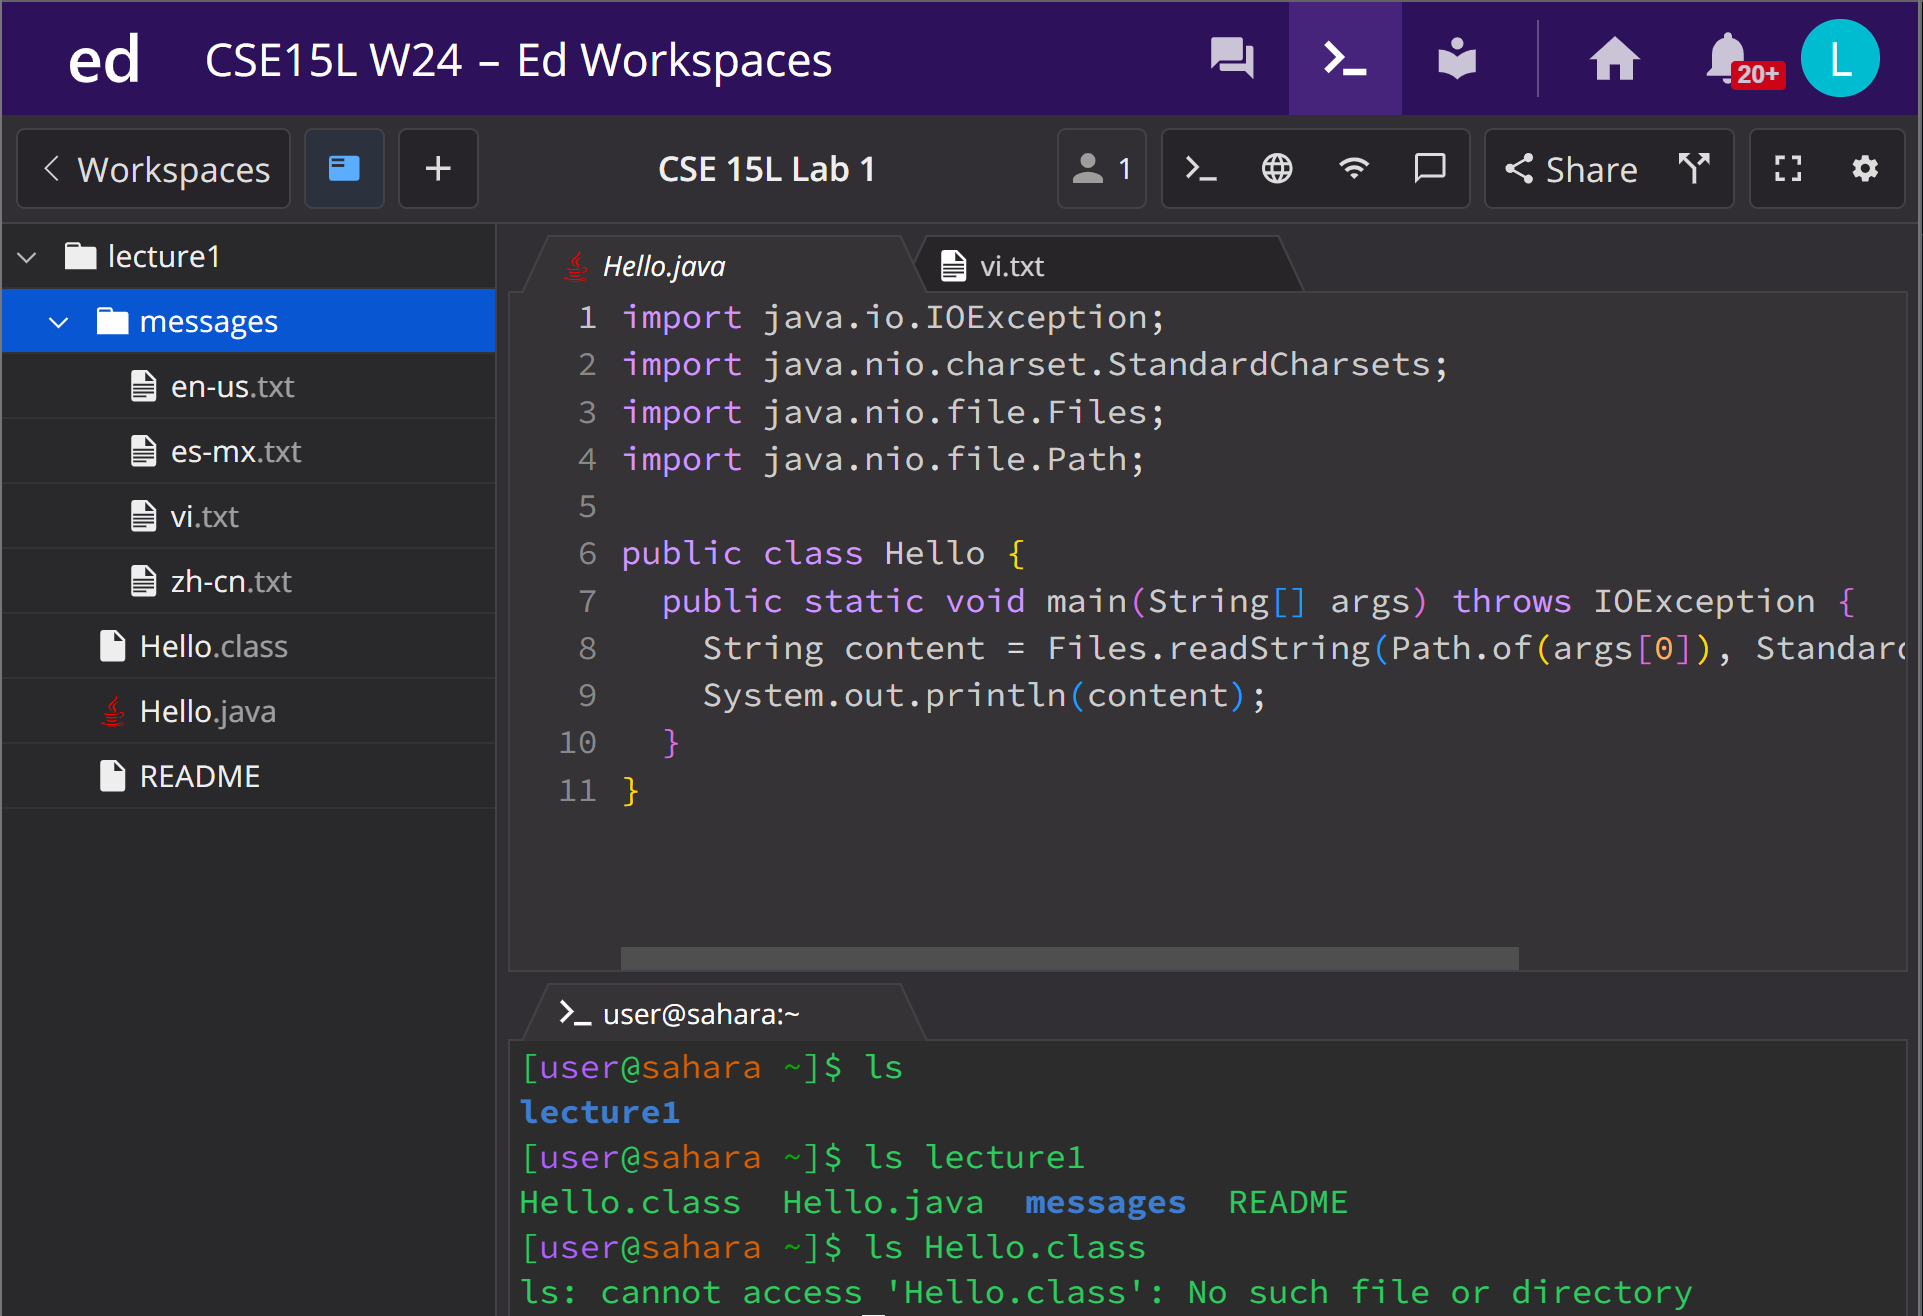 ed CSE15L W24 – Ed Workspaces 20+ L
Workspaces CSE 15L Lab 1 1 Share
lecture1
messages
en-us.txt
es-mx.txt
vi.txt
zh-cn.txt
Hello.class
Hello.java
README
Hello.java vi.txt
1 import java.io.IOException;
2 import java.nio.charset.StandardCharsets;
3 import java.nio.file.Files;
4 import java.nio.file.Path;
5
6 public class Hello {
7   public static void main(String[] args) throws IOException {
8     String content = Files.readString(Path.of(args[0]), Standard
9     System.out.println(content);
10   }
11 }
user@sahara:~
[user@sahara ~]$ ls
lecture1
[user@sahara ~]$ ls lecture1
Hello.class  Hello.java  messages  README
[user@sahara ~]$ ls Hello.class
ls: cannot access 'Hello.class': No such file or directory